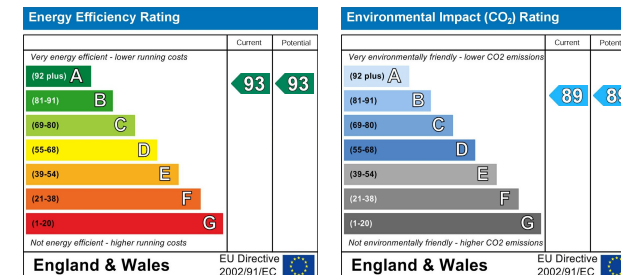 Energy Efficiency Rating
Current Potential
Very energy efficient - lower running costs
(92 plus) A
93 93
(81-91) B
(69-80) C
(55-68) D
(39-54) E
(21-38) F
(1-20) G
Not energy efficient - higher running costs
England & Wales
EU Directive
2002/91/EC
Environmental Impact (CO₂) Rating
Current Potent
Very environmentally friendly - lower CO2 emissions
(92 plus) A
(81-91) B
89 89
(69-80) C
(55-68) D
(39-54) E
(21-38) F
(1-20) G
Not environmentally friendly - higher CO2 emissions
England & Wales
EU Directive
2002/91/EC